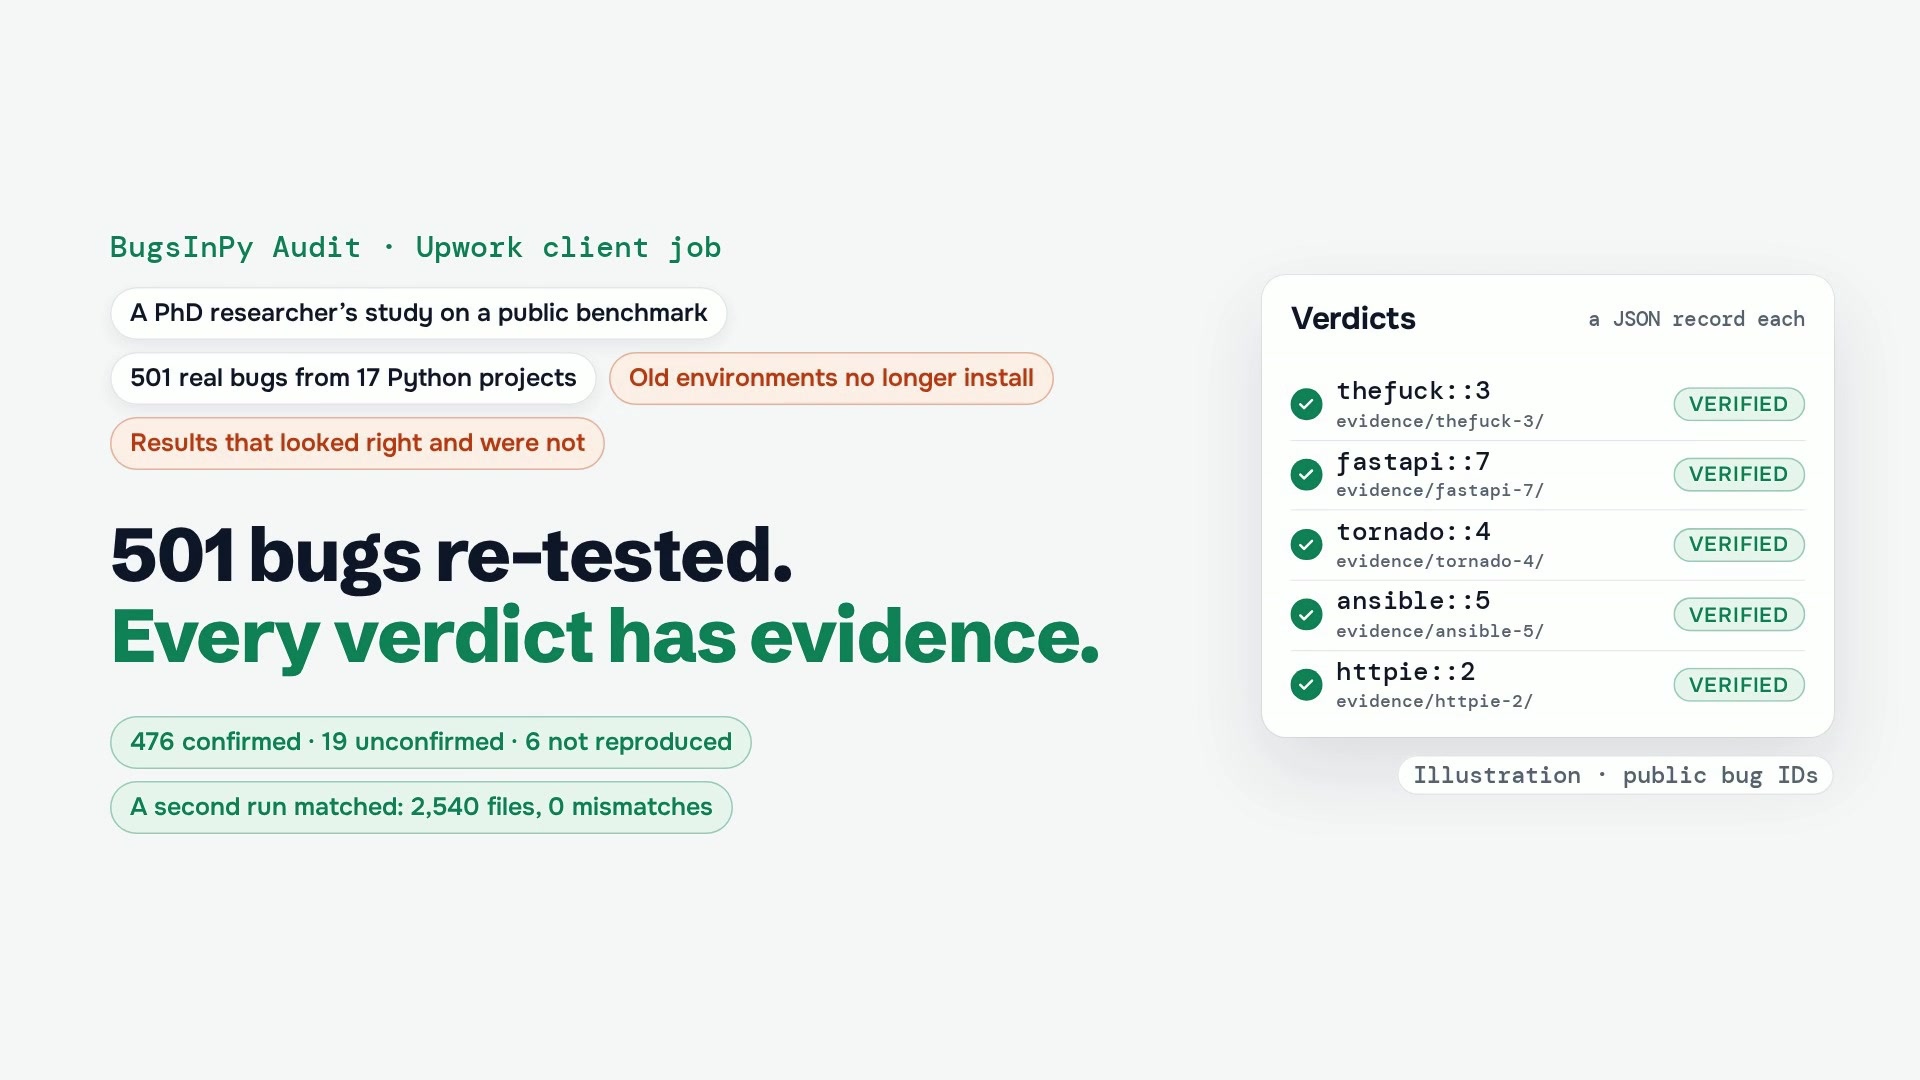 BugsInPy Audit · Upwork client job
A PhD researcher’s study on a public benchmark
501 real bugs from 17 Python projects
Old environments no longer install
Results that looked right and were not
501 bugs re-tested.
Every verdict has evidence.
476 confirmed · 19 unconfirmed · 6 not reproduced
A second run matched: 2,540 files, 0 mismatches
Verdicts
a JSON record each
thefuck::3
evidence/thefuck-3/
VERIFIED
fastapi::7
evidence/fastapi-7/
VERIFIED
tornado::4
evidence/tornado-4/
VERIFIED
ansible::5
evidence/ansible-5/
VERIFIED
httpie::2
evidence/httpie-2/
VERIFIED
Illustration · public bug IDs